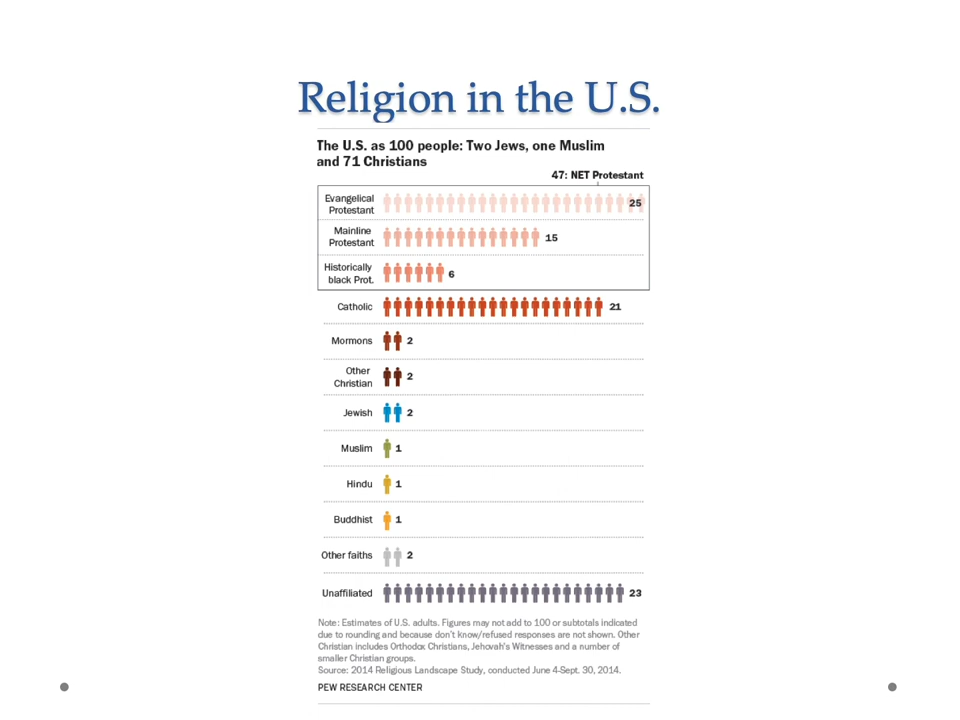 Religion in the U.S.
The U.S. as 100 people: Two Jews, one Muslim
and 71 Christians
47: NET Protestant
Evangelical
Protestant
25
Mainline
Protestant
15
Historically
black Prot.
6
Catholic 21
Mormons 2
Other
Christian
2
Jewish 2
Muslim 1
Hindu 1
Buddhist 1
Other faiths 2
Unaffiliated 23
Note: Estimates of U.S. adults. Figures may not add to 100 or subtotals indicated
due to rounding and because don't know/refused responses are not shown. Other
Christian includes Orthodox Christians, Jehovah's Witnesses and a number of
smaller Christian groups.
Source: 2014 Religious Landscape Study, conducted June 4-Sept. 30, 2014.
PEW RESEARCH CENTER